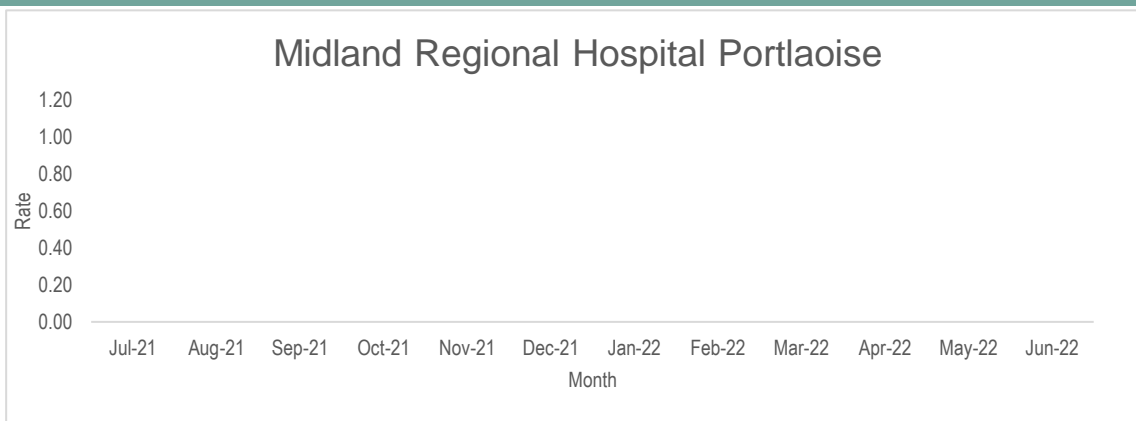 Midland Regional Hospital Portlaoise
1.20
1.00
0.80
0.60
0.40
0.20
0.00
Rate
Jul-21 Aug-21 Sep-21 Oct-21 Nov-21 Dec-21 Jan-22 Feb-22 Mar-22 Apr-22 May-22 Jun-22
Month